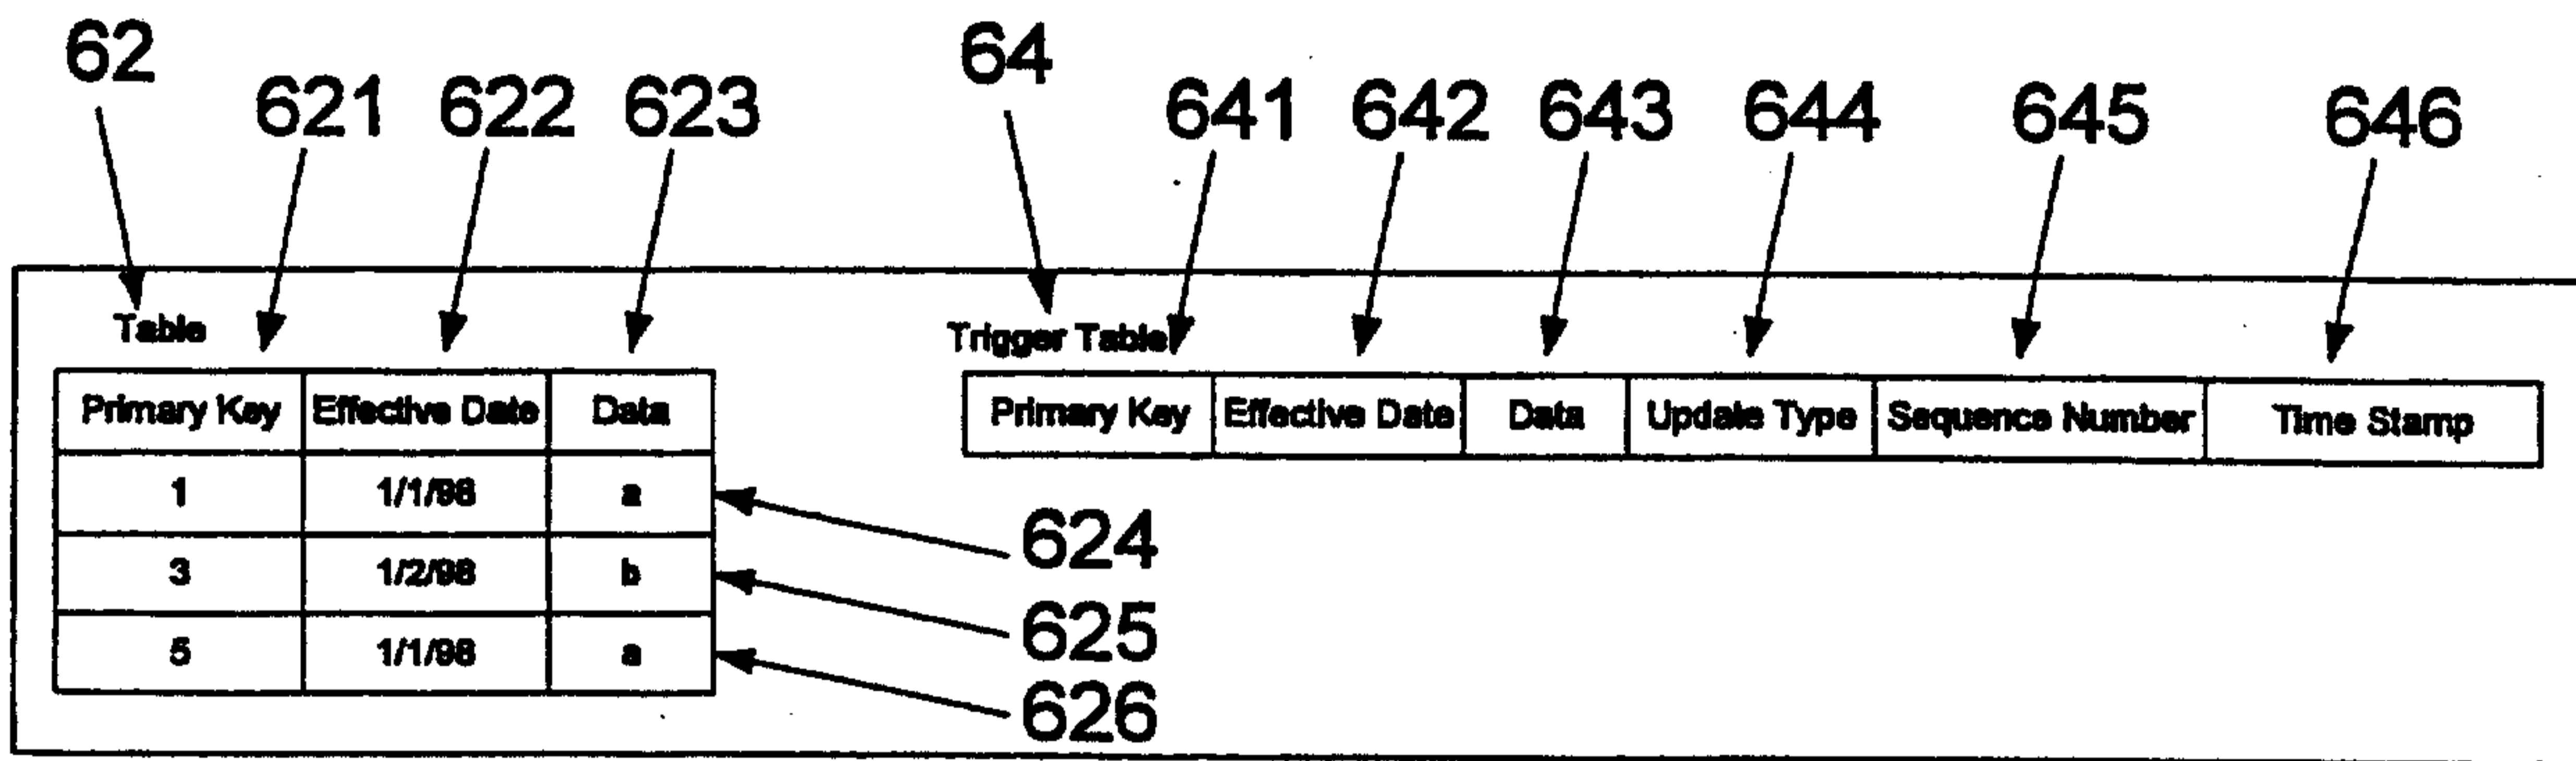 62 64
621 622 623 641 642 643 644 645 646
Table Trigger Table
Primary Key Effective Date Data Primary Key Effective Date Data Update Type Sequence Number Time Stamp
1 1/1/98 a
624
3 1/2/98 b
625
5 1/1/98 a
626